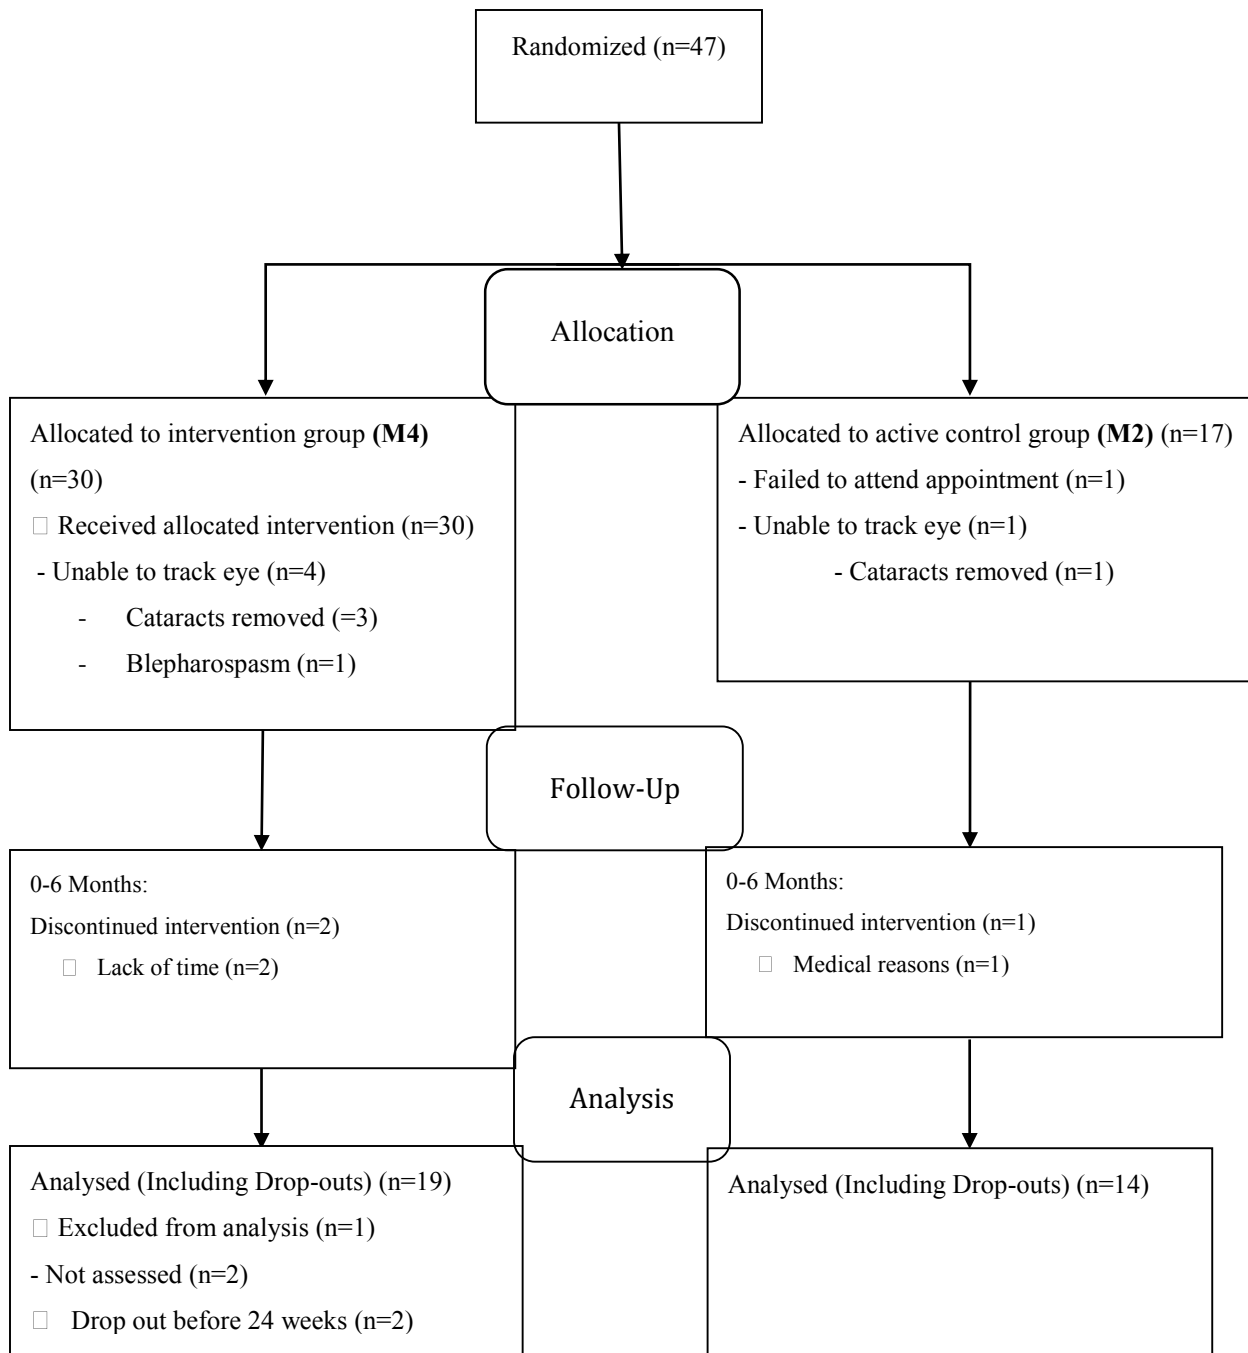 Randomized (n=47)
Allocation
Allocated to intervention group (M4)
(n=30)
□ Received allocated intervention (n=30)
- Unable to track eye (n=4)
- Cataracts removed (=3)
- Blepharospasm (n=1)
Allocated to active control group (M2) (n=17)
- Failed to attend appointment (n=1)
- Unable to track eye (n=1)
- Cataracts removed (n=1)
Follow-Up
0-6 Months:
Discontinued intervention (n=2)
□ Lack of time (n=2)
0-6 Months:
Discontinued intervention (n=1)
□ Medical reasons (n=1)
Analysis
Analysed (Including Drop-outs) (n=19)
□ Excluded from analysis (n=1)
- Not assessed (n=2)
□ Drop out before 24 weeks (n=2)
Analysed (Including Drop-outs) (n=14)